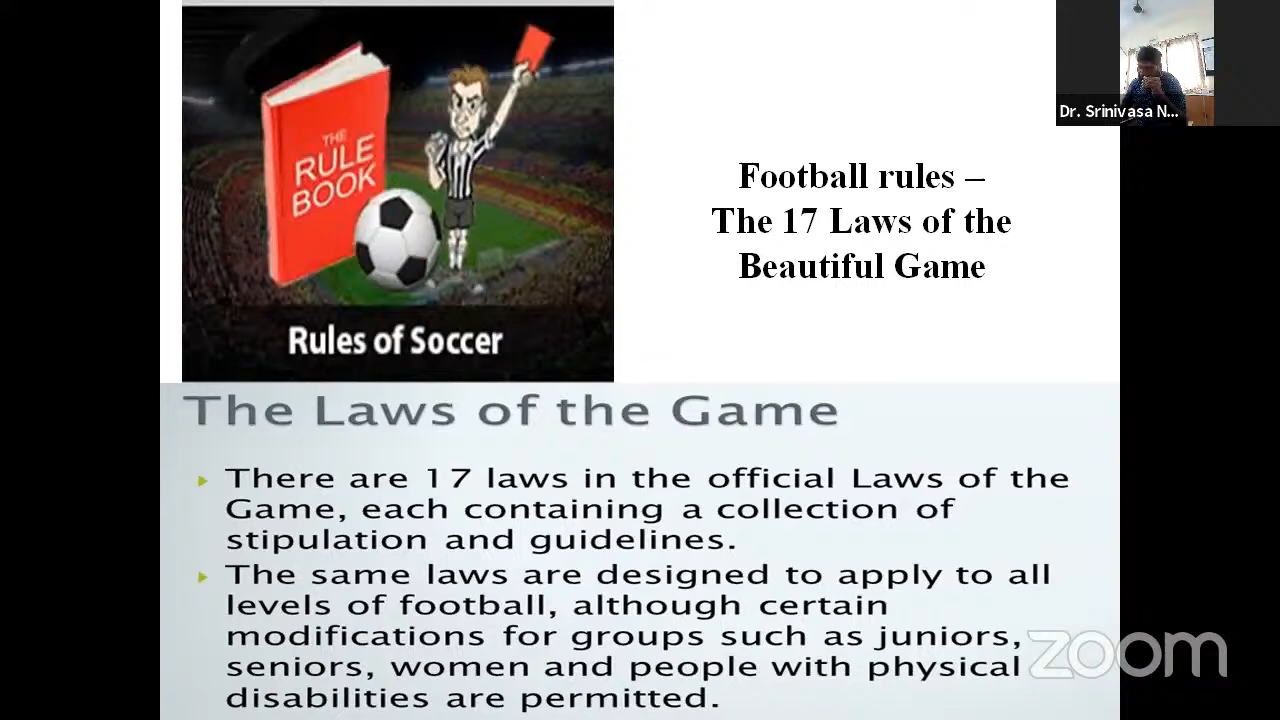 THE
RULE
BOOK
Rules of Soccer
Football rules –
The 17 Laws of the
Beautiful Game
Dr. Srinivasa N...
The Laws of the Game
There are 17 laws in the official Laws of the
Game, each containing a collection of
stipulation and guidelines.
The same laws are designed to apply to all
levels of football, although certain
modifications for groups such as juniors,
seniors, women and people with physical
disabilities are permitted.
zoom